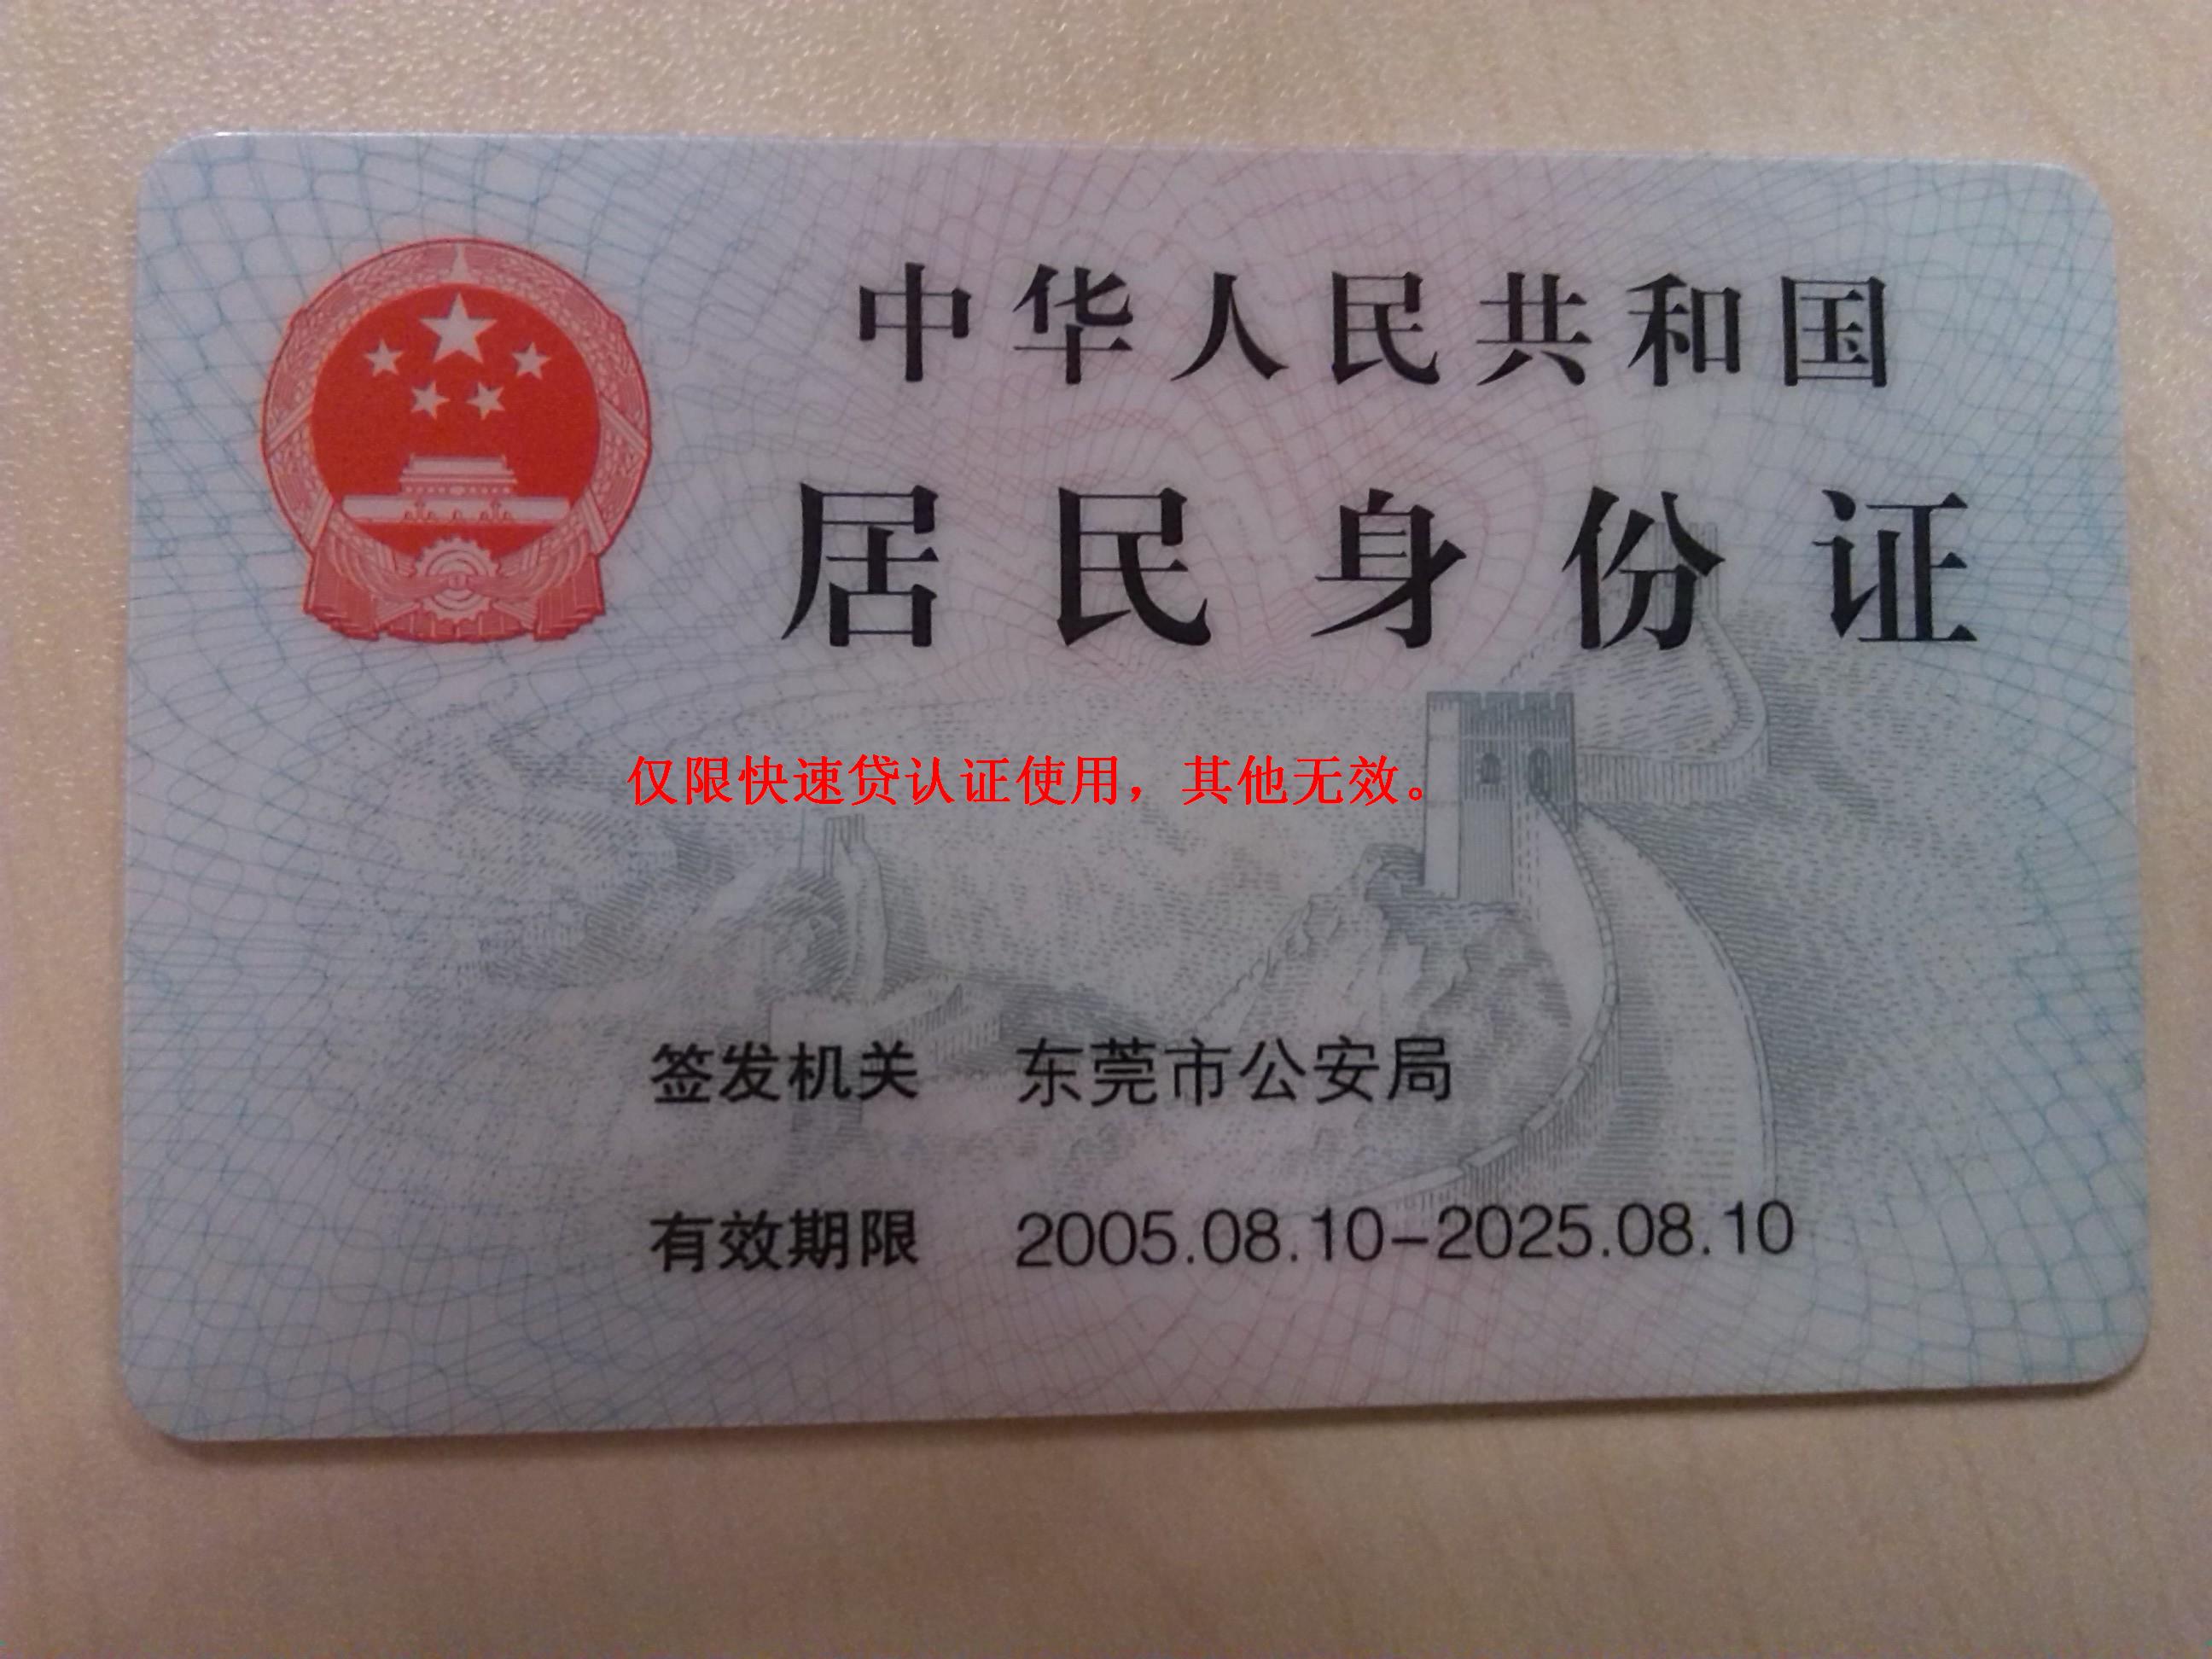 中华人民共和国
居民身份证
仅限快速贷认证使用，其他无效。
签发机关 东莞市公安局
有效期限 2005.08.10-2025.08.10